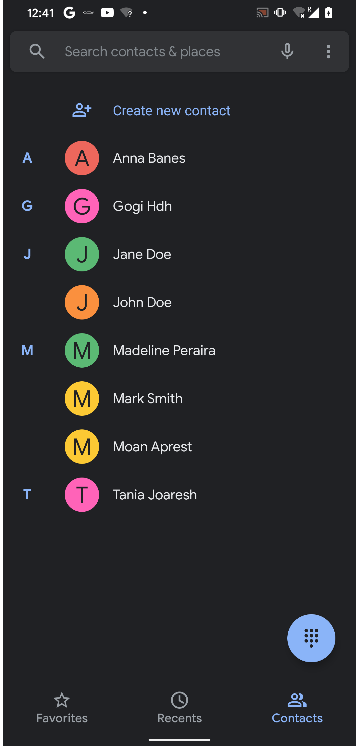 12:41 G
Search contacts & places
Create new contact
A A Anna Banes
G G Gogi Hdh
J J Jane Doe
J John Doe
M M Madeline Peraira
M Mark Smith
M Moan Aprest
T T Tania Joaresh
Favorites Recents Contacts